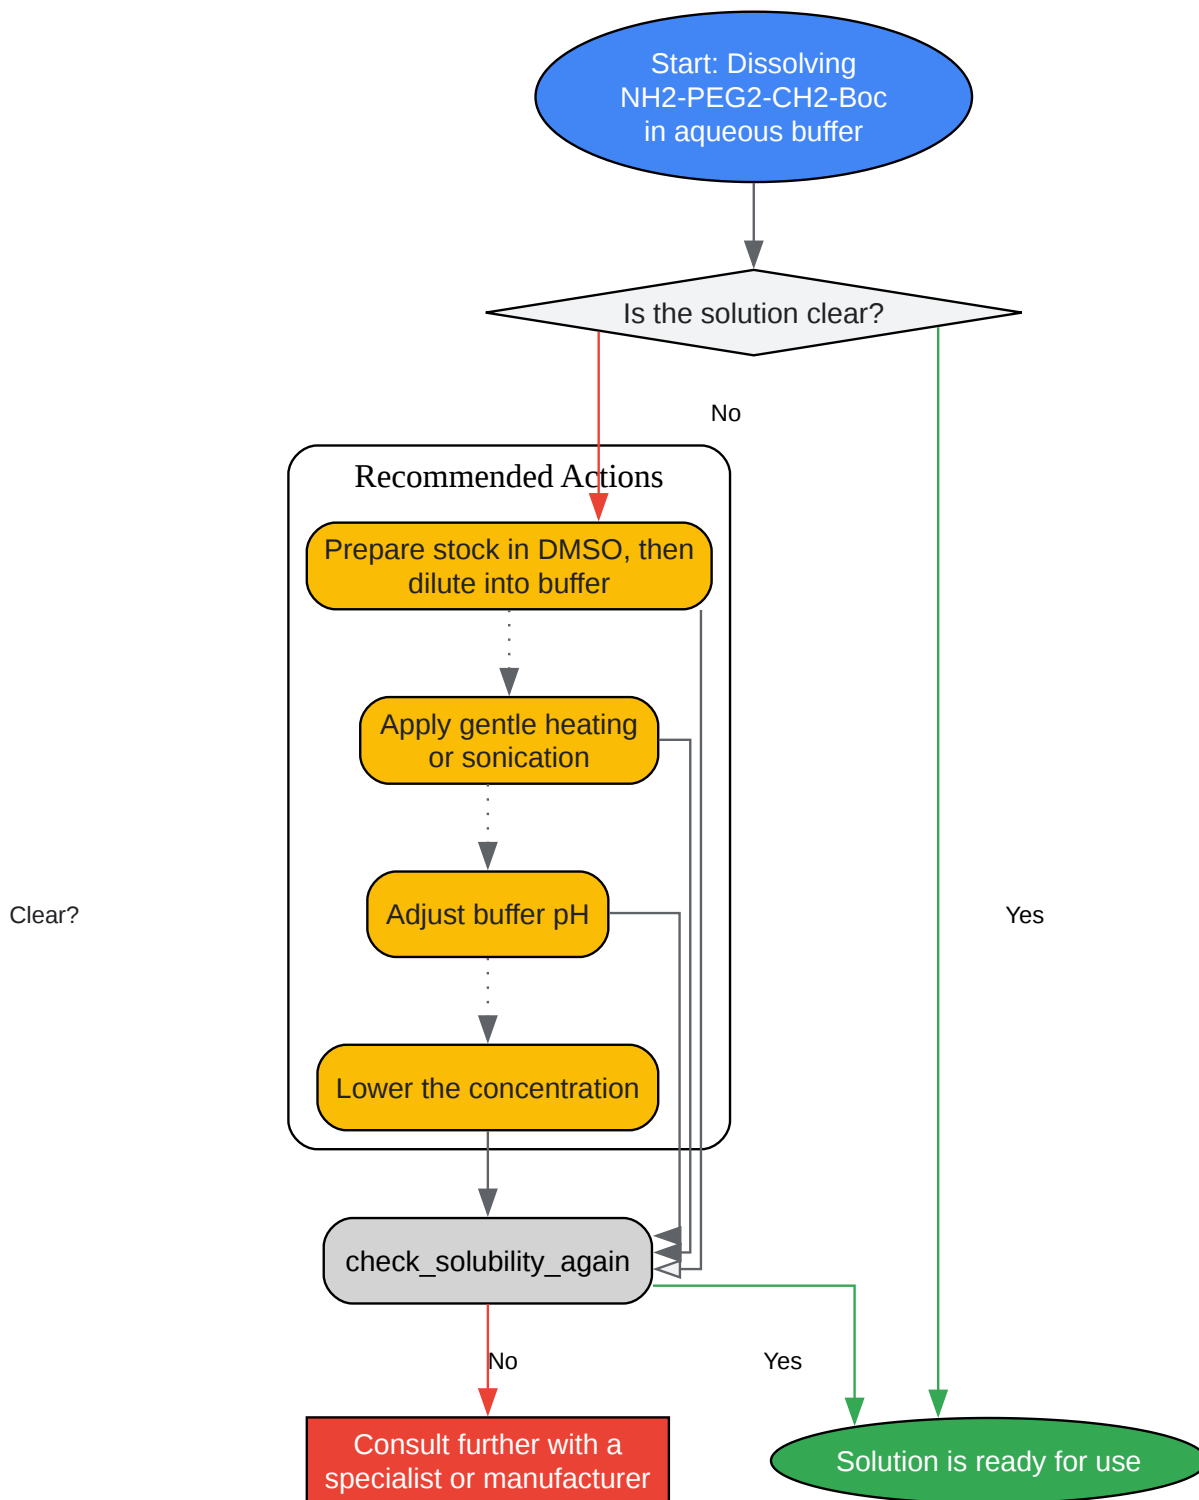 Start: Dissolving
NH2-PEG2-CH2-Boc
in aqueous buffer
Is the solution clear?
No
Recommended Actions
Prepare stock in DMSO, then
dilute into buffer
Apply gentle heating
or sonication
Clear?
Adjust buffer pH
Yes
Lower the concentration
check_solubility_again
No
Yes
Consult further with a
specialist or manufacturer
Solution is ready for use